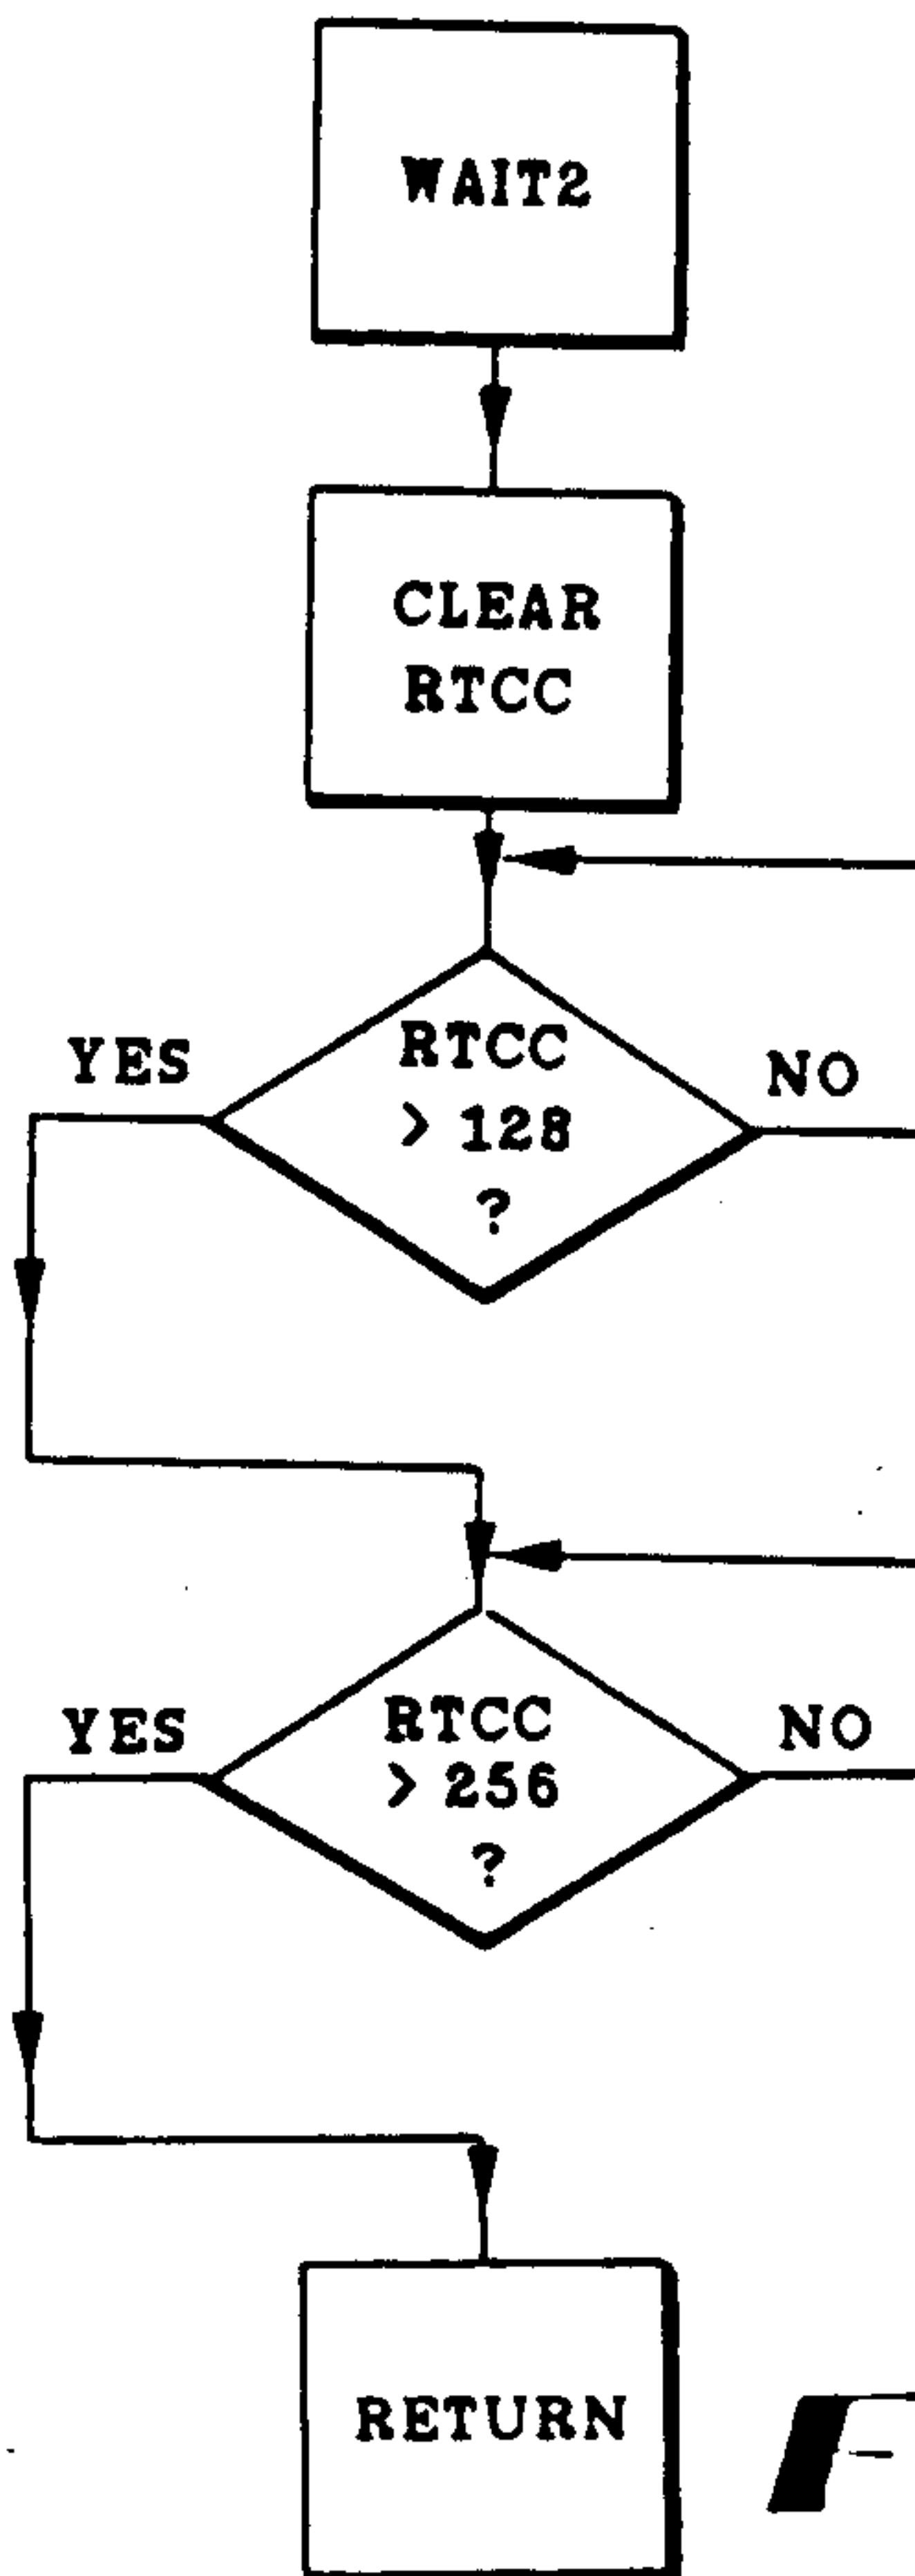 WAIT2
CLEAR
RTCC
RTCC
> 128
?
YES
NO
RTCC
> 256
?
YES
NO
RETURN
F